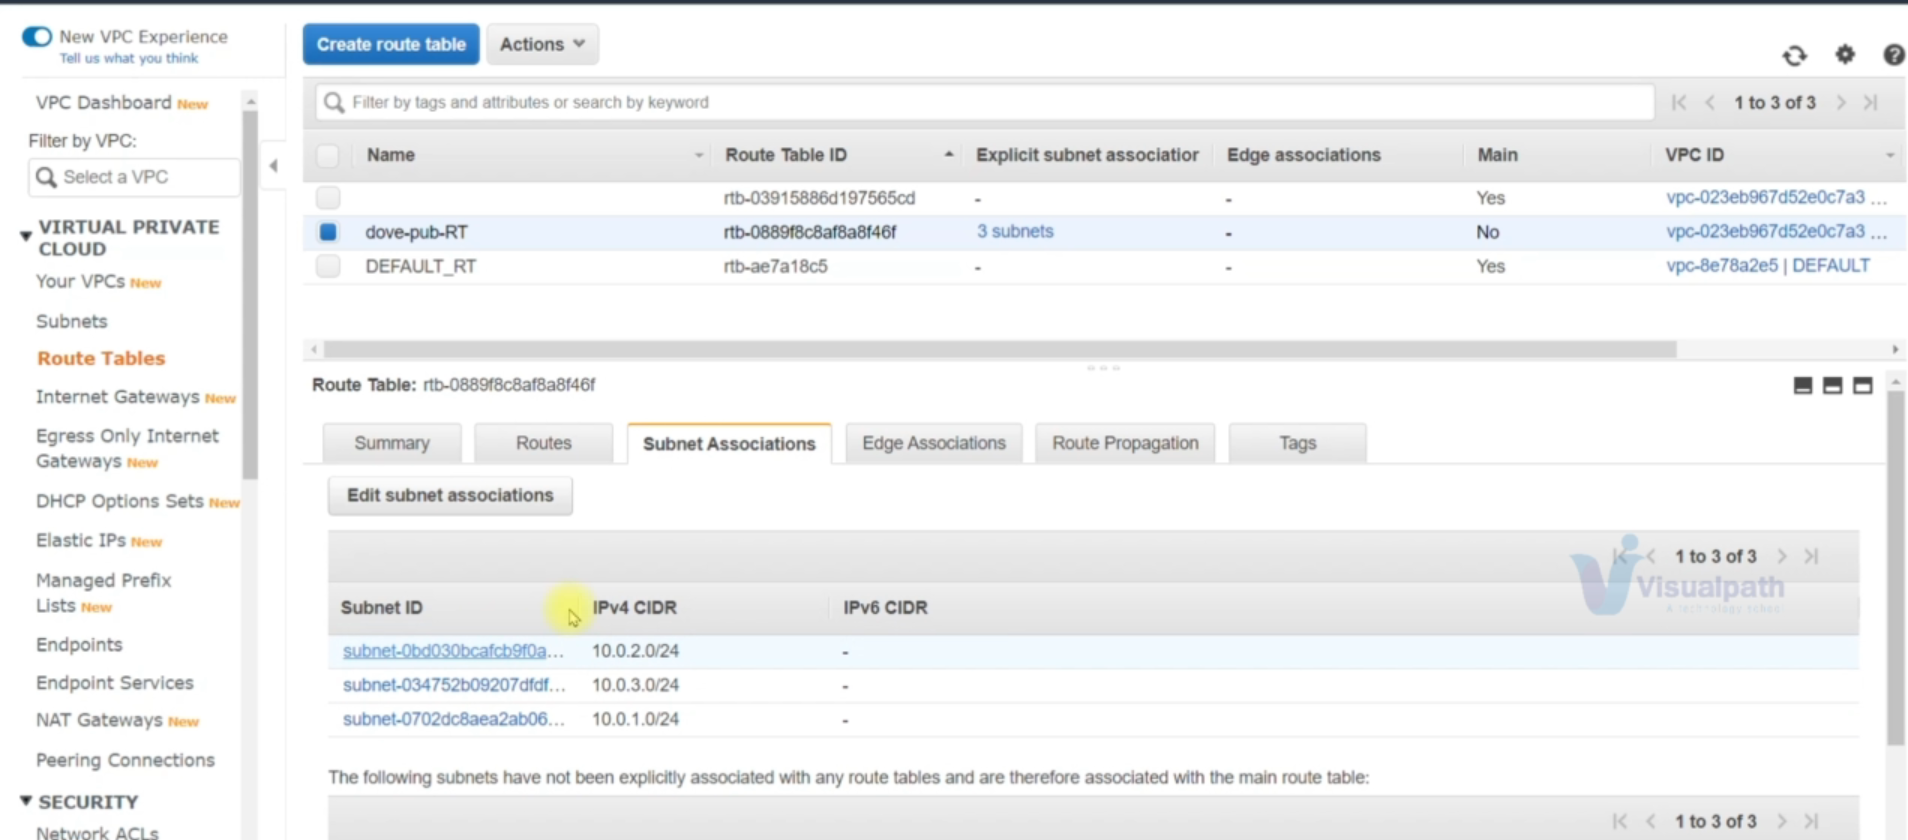 New VPC Experience
Tell us what you think
VPC Dashboard New
Filter by VPC:
Select a VPC
VIRTUAL PRIVATE
CLOUD
Your VPCs New
Subnets
Route Tables
Internet Gateways New
Egress Only Internet
Gateways New
DHCP Options Sets New
Elastic IPs New
Managed Prefix
Lists New
Endpoints
Endpoint Services
NAT Gateways New
Peering Connections
SECURITY
Network ACLs
Create route table Actions
Filter by tags and attributes or search by keyword
1 to 3 of 3
Name Route Table ID Explicit subnet association Edge associations Main VPC ID
rtb-03915886d197565cd - - Yes vpc-023eb967d52e0c7a3 ...
dove-pub-RT rtb-0889f8c8af8a8f46f 3 subnets - No vpc-023eb967d52e0c7a3 ...
DEFAULT_RT rtb-ae7a18c5 - - Yes vpc-8e78a2e5 | DEFAULT
Route Table: rtb-0889f8c8af8a8f46f
Summary Routes Subnet Associations Edge Associations Route Propagation Tags
Edit subnet associations
1 to 3 of 3
Visualpath
A technology school
Subnet ID IPv4 CIDR IPv6 CIDR
subnet-0bd030bcafcb9f0a... 10.0.2.0/24 -
subnet-034752b09207dfdf... 10.0.3.0/24 -
subnet-0702dc8aea2ab06... 10.0.1.0/24 -
The following subnets have not been explicitly associated with any route tables and are therefore associated with the main route table:
1 to 3 of 3